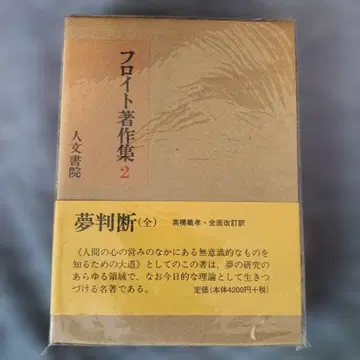 フロイト著作集 2
人文書院
夢判断(全) 高橋義孝・全面改訂訳
《人間の心の営みのなかにある無意識的なものを
知るための大道》としてのこの著は、夢の研究の
あらゆる領域で、なお今日的な理論として生きつ
づける名著である。 定価(本体4200円+税)